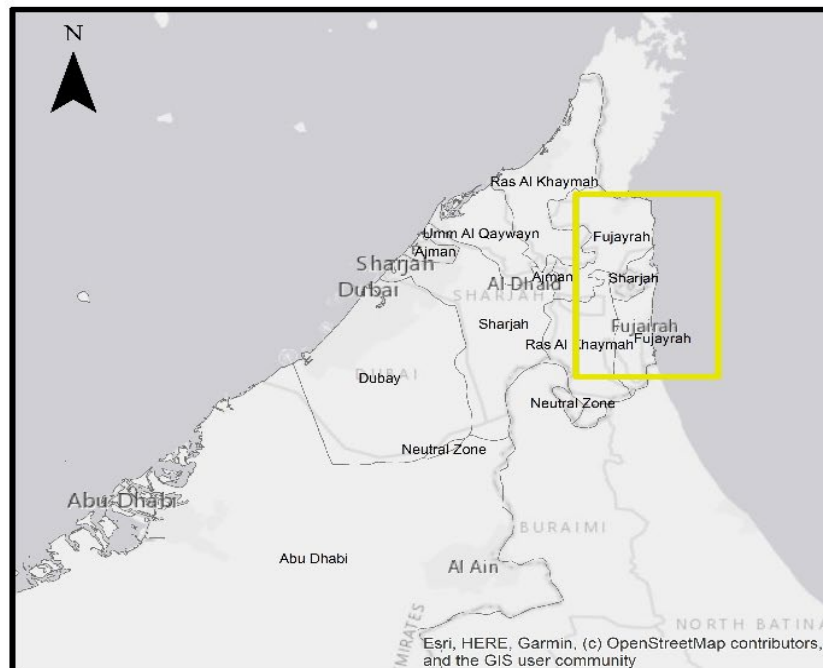 N
Ras Al Khaymah
Fujayrah
Umm Al Qaywayn
Ajman
Sharjah
Dubai
Ajman
Al Dhaid
Sharjah
SHARJAH
Sharjah
Fujairah
Ras Al Khaymah
Fujayrah
DUBAI
Dubay
Neutral Zone
Neutral Zone
Abu Dhabi
BURAIMI
Abu Dhabi
Al Ain
EMIRATES
NORTH BATINA
Esri, HERE, Garmin, (c) OpenStreetMap contributors,
and the GIS user community